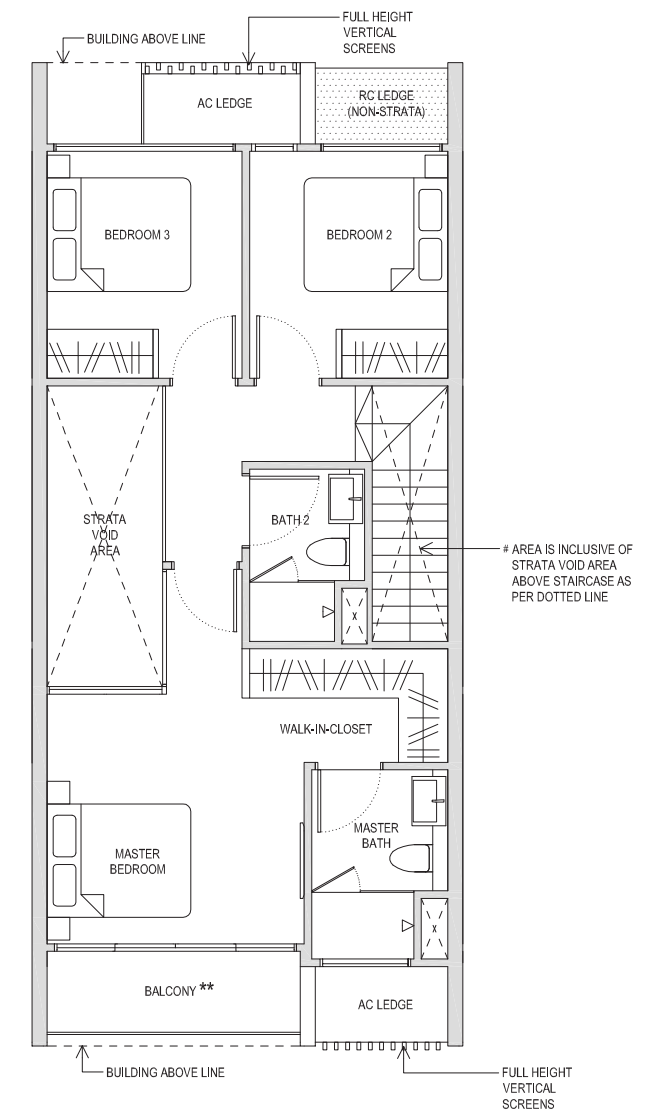 FULL HEIGHT
VERTICAL
SCREENS
BUILDING ABOVE LINE
AC LEDGE
RC LEDGE
(NON-STRATA)
BEDROOM 3
BEDROOM 2
STRATA
VOID
AREA
BATH 2
# AREA IS INCLUSIVE OF
STRATA VOID AREA
ABOVE STAIRCASE AS
PER DOTTED LINE
WALK-IN-CLOSET
MASTER
BATH
MASTER
BEDROOM
BALCONY **
AC LEDGE
BUILDING ABOVE LINE
FULL HEIGHT
VERTICAL
SCREENS